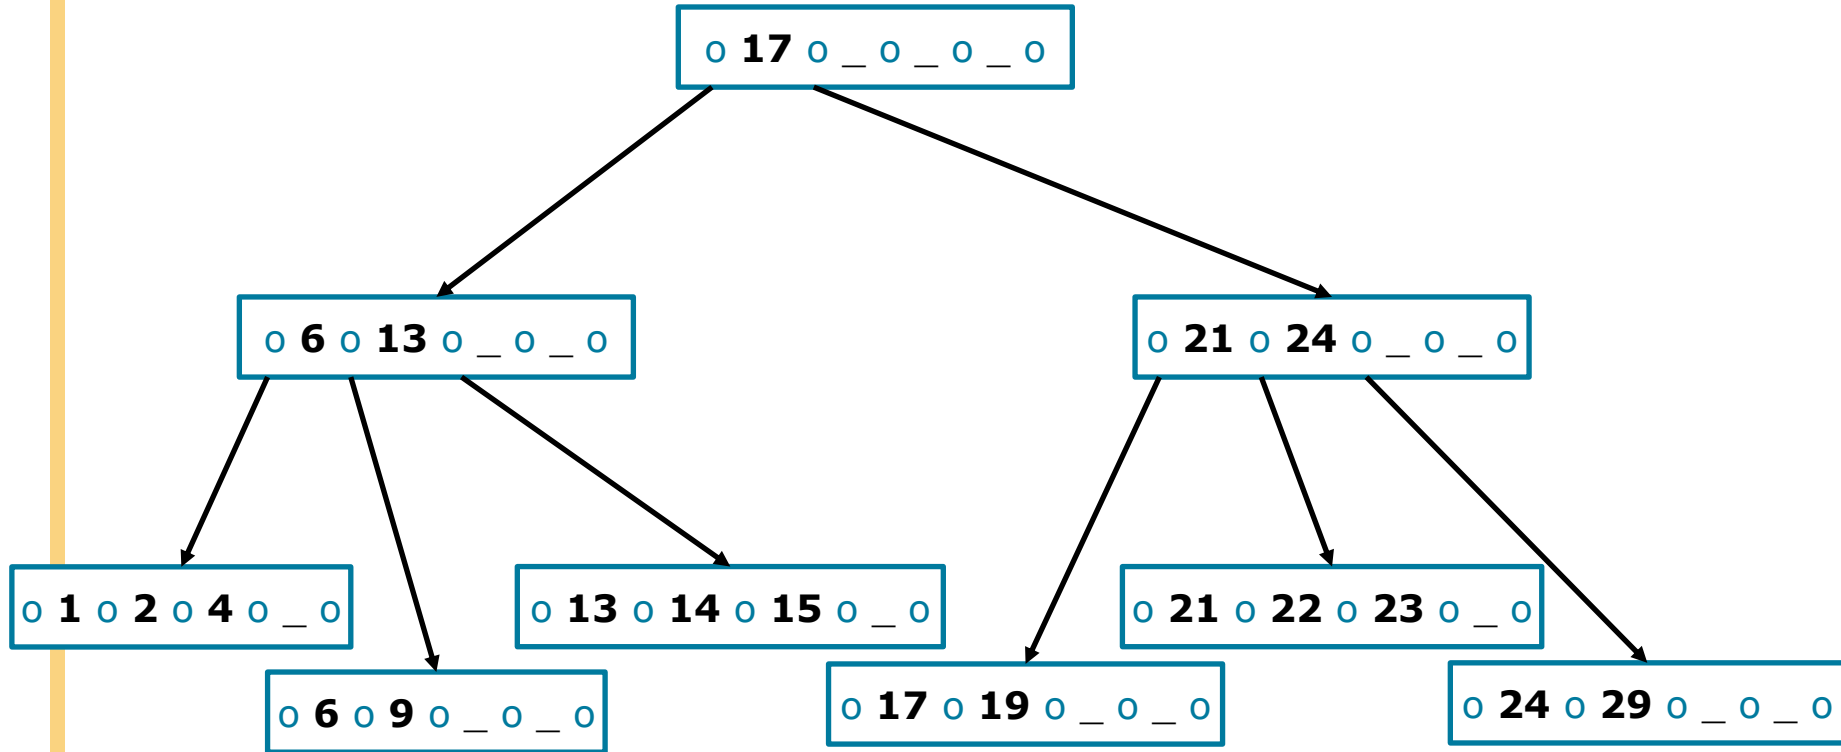 o 17 o _ o _ o _ o
o 6 o 13 o _ o _ o
o 21 o 24 o _ o _ o
o 1 o 2 o 4 o _ o
o 6 o 9 o _ o _ o
o 13 o 14 o 15 o _ o
o 17 o 19 o _ o _ o
o 21 o 22 o 23 o _ o
o 24 o 29 o _ o _ o